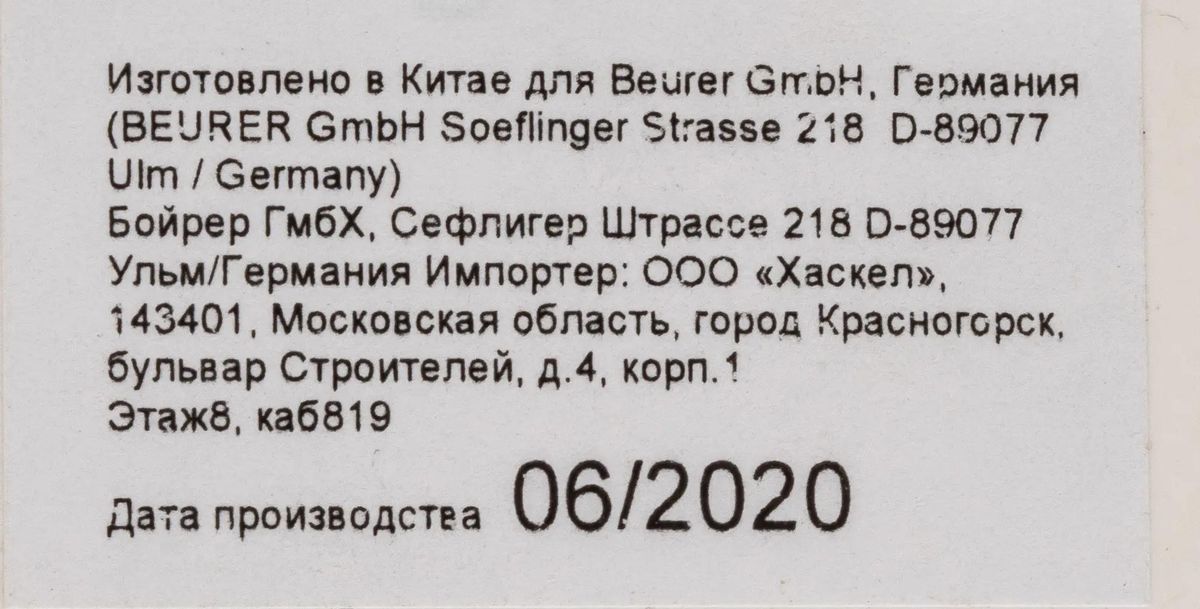 Изготовлено в Китае для Beurer GmbH, Германия
(BEURER GmbH Soeflinger Strasse 218 D-89077
Ulm / Germany)
Бойрер ГмбХ, Сефлигер Штрассе 218 D-89077
Ульм/Германия Импортер: ООО «Хаскел»,
143401, Московская область, город Красногорск,
бульвар Строителей, д.4, корп.1
Этаж8, каб819
Дата производства 06/2020